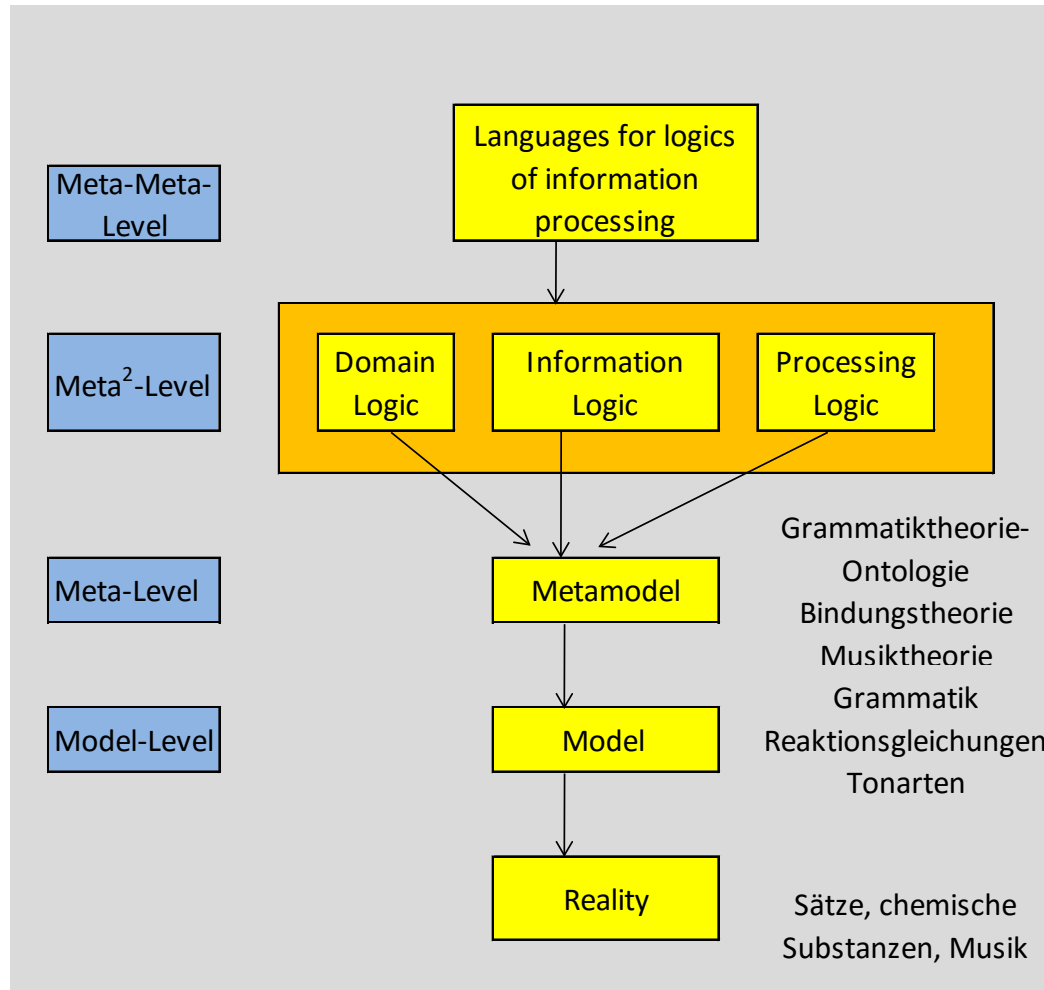 Languages for logics
of information
processing
Meta-Meta-
Level
Meta²-Level
Domain
Logic
Information
Logic
Processing
Logic
Grammatiktheorie-
Ontologie
Bindungstheorie
Musiktheorie
Meta-Level
Metamodel
Grammatik
Reaktionsgleichungen
Tonarten
Model-Level
Model
Reality
Sätze, chemische
Substanzen, Musik